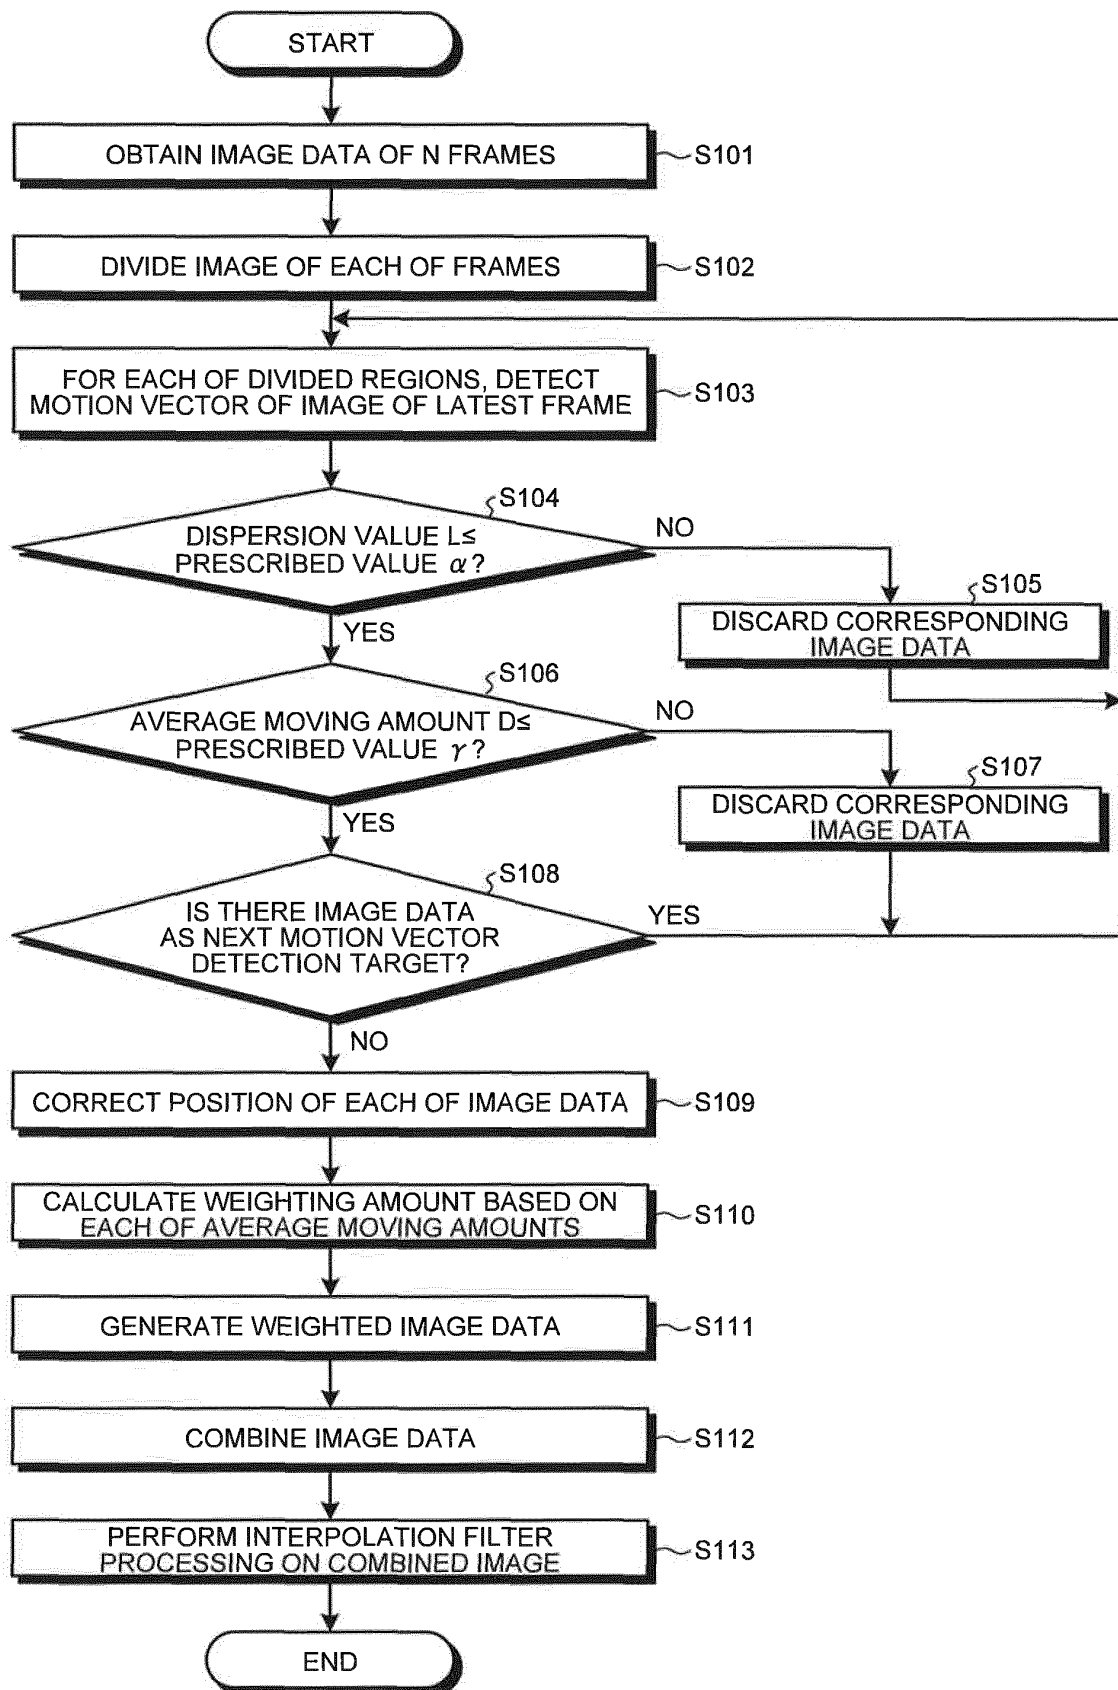 START
OBTAIN IMAGE DATA OF N FRAMES
S101
DIVIDE IMAGE OF EACH OF FRAMES
S102
FOR EACH OF DIVIDED REGIONS, DETECT
MOTION VECTOR OF IMAGE OF LATEST FRAME
S103
S104
DISPERSION VALUE L≤
PRESCRIBED VALUE α?
NO
YES
S105
DISCARD CORRESPONDING
IMAGE DATA
S106
AVERAGE MOVING AMOUNT D≤
PRESCRIBED VALUE γ?
NO
YES
S107
DISCARD CORRESPONDING
IMAGE DATA
S108
IS THERE IMAGE DATA
AS NEXT MOTION VECTOR
DETECTION TARGET?
YES
NO
CORRECT POSITION OF EACH OF IMAGE DATA
S109
CALCULATE WEIGHTING AMOUNT BASED ON
EACH OF AVERAGE MOVING AMOUNTS
S110
GENERATE WEIGHTED IMAGE DATA
S111
COMBINE IMAGE DATA
S112
PERFORM INTERPOLATION FILTER
PROCESSING ON COMBINED IMAGE
S113
END